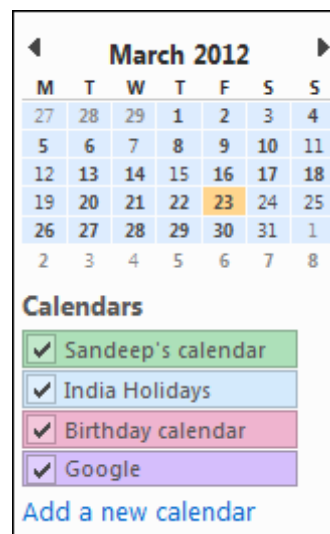 March 2012
M T W T F S S
27 28 29 1 2 3 4
5 6 7 8 9 10 11
12 13 14 15 16 17 18
19 20 21 22 23 24 25
26 27 28 29 30 31 1
2 3 4 5 6 7 8
Calendars
Sandeep's calendar
India Holidays
Birthday calendar
Google
Add a new calendar